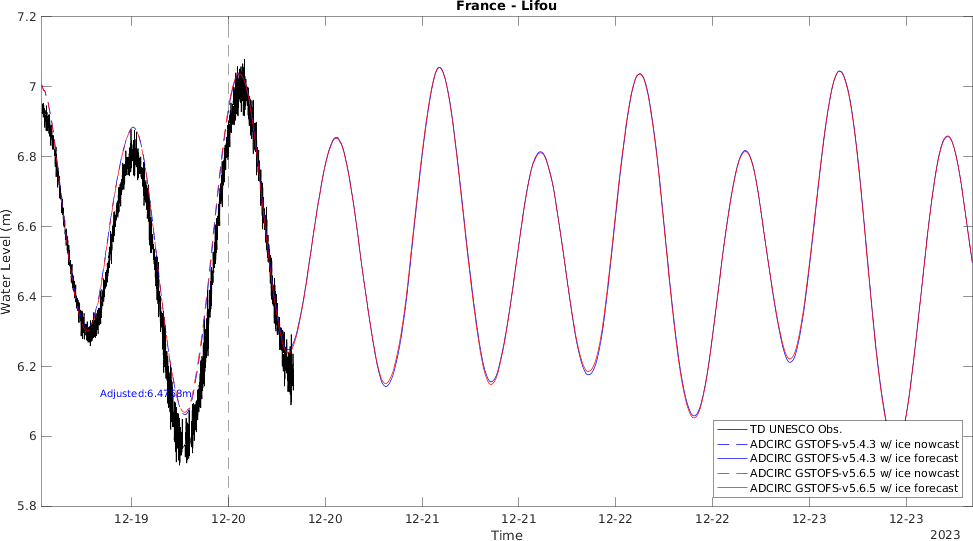 France - Lifou
7.2
7
6.8
6.6
6.4
6.2
6
5.8
Water Level (m)
Adjusted:6.4763m
TD UNESCO Obs.
ADCIRC GSTOFS-v5.4.3 w/ ice nowcast
ADCIRC GSTOFS-v5.4.3 w/ ice forecast
ADCIRC GSTOFS-v5.6.5 w/ ice nowcast
ADCIRC GSTOFS-v5.6.5 w/ ice forecast
12-19 12-20 12-20 12-21 12-21 12-22 12-22 12-23 12-23
Time
2023